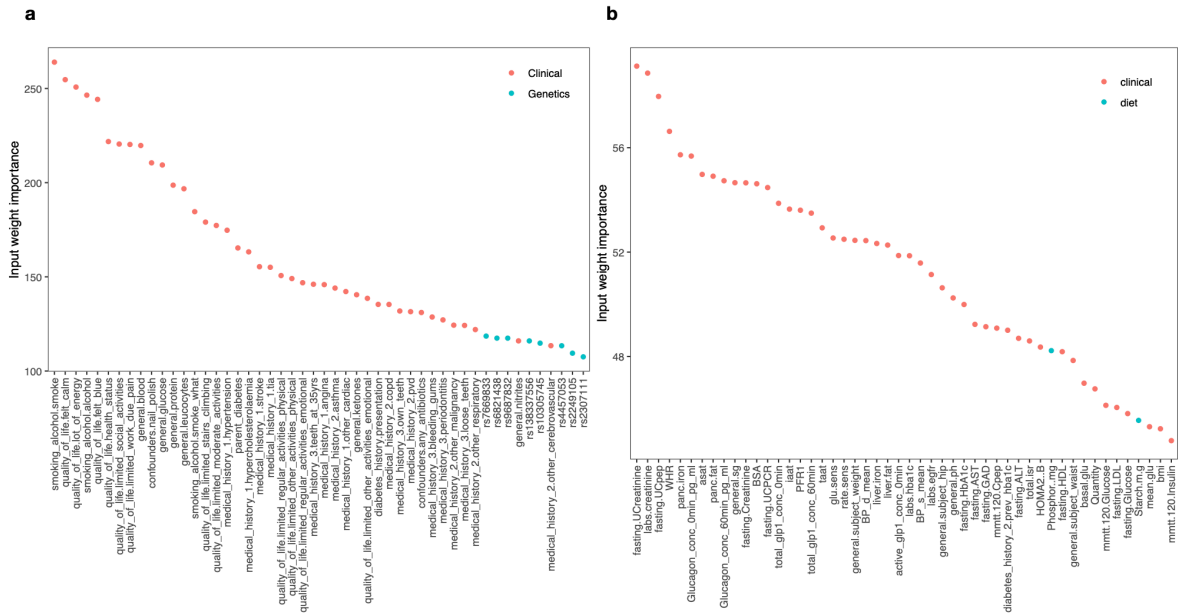 a
Input weight importance
250
200
150
100
Clinical
Genetics
smoking_alcohol.smoke
quality_of_life.felt_calm
quality_of_life.lot_of_energy
smoking_alcohol.alcohol
quality_of_life.felt_blue
quality_of_life.health_status
quality_of_life.limited_social_activities
quality_of_life.limited_work_due_pain
general.blood
confounders.nail_polish
general.glucose
general.protein
general.leucocytes
smoking_alcohol.smoke_what
quality_of_life.limited_stairs_climbing
quality_of_life.limited_moderate_activities
medical_history_1.hypertension
parent_diabetes
medical_history_1.hypercholesterolaemia
medical_history_1.stroke
medical_history_1.tia
quality_of_life.limited_regular_activities_physical
quality_of_life.limited_other_activities_physical
quality_of_life.limited_regular_activities_emotional
medical_history_3.teeth_at_35yrs
medical_history_1.angina
medical_history_2.asthma
medical_history_1.other_cardiac
general.ketones
quality_of_life.limited_other_activities_emotional
diabetes_history.presentation
medical_history_2.copd
medical_history_3.own_teeth
medical_history_2.pvd
confounders.any_antibiotics
medical_history_3.bleeding_gums
medical_history_3.periodontitis
medical_history_2.other_malignancy
medical_history_3.loose_teeth
medical_history_2.other_respiratory
rs7669833
rs6821438
rs9687832
general.nitrites
rs138337556
rs10305745
medical_history_2.other_cerebrovascular
rs4457053
rs2249105
rs2307111
b
Input weight importance
56
52
48
clinical
diet
fasting.UCreatinine
labs.creatinine
fasting.UCpep
WHR
panc.iron
Glucagon_conc_0min_pg_ml
asat
panc.fat
Glucagon_conc_60min_pg_ml
general.sg
fasting.Creatinine
BSA
fasting.UCPCR
total_glp1_conc_0min
iaat
PFR1
total_glp1_conc_60min
taat
glu.sens
rate.sens
general.subject_weight
BP_d_mean
liver.iron
liver.fat
active_glp1_conc_0min
labs.hba1c
BP_s_mean
labs.egfr
general.subject_hip
general.ph
fasting.HbA1c
fasting.AST
fasting.GAD
mmtt.120.Cpep
diabetes_history_2.prev_hba1c
fasting.ALT
total.isr
HOMA2..B
Phosphor..mg
fasting.HDL
general.subject_waist
basal.glu
Quantity
mmtt.120.Glucose
fasting.LDL
fasting.Glucose
Starch.m.g
mean.glu
bmi
mmtt.120.Insulin